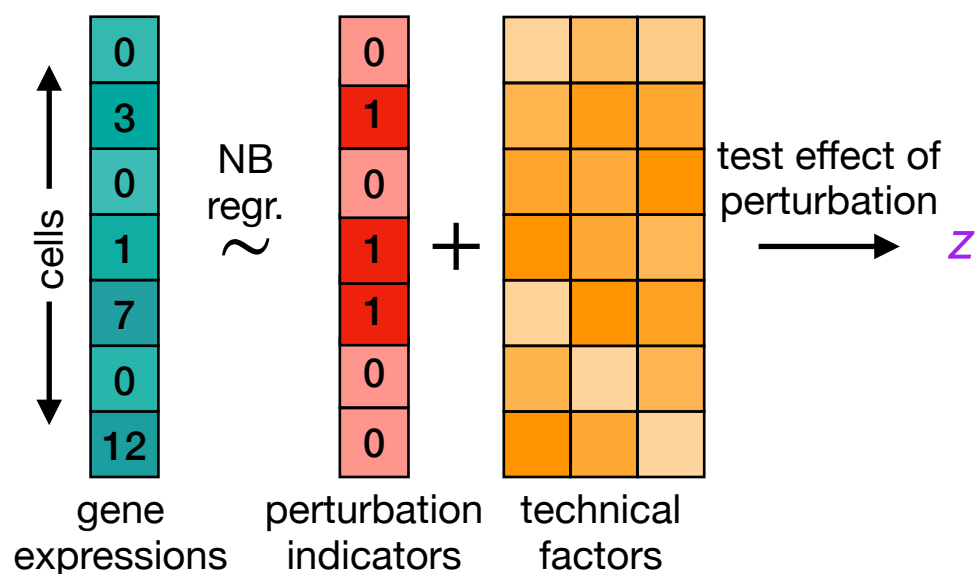 cells
0
3
0
1
7
0
12
gene
expressions
NB
regr.
~
0
1
0
1
1
0
0
perturbation
indicators
+
technical
factors
test effect of
perturbation
z